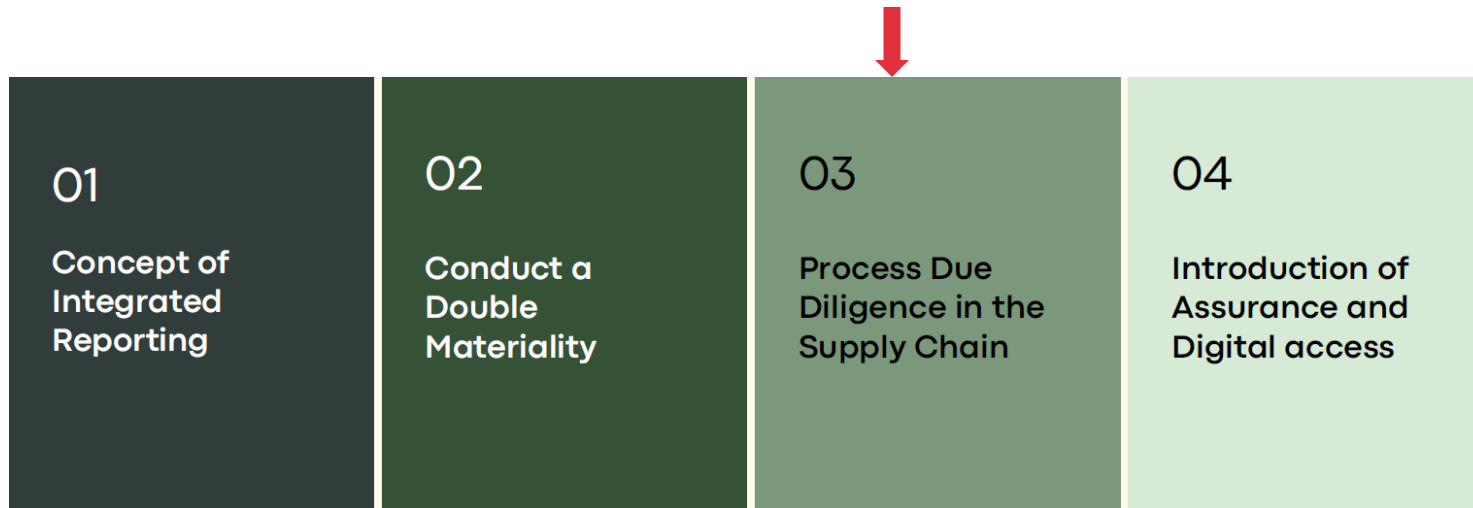 01
Concept of
Integrated
Reporting
02
Conduct a
Double
Materiality
03
Process Due
Diligence in the
Supply Chain
04
Introduction of
Assurance and
Digital access